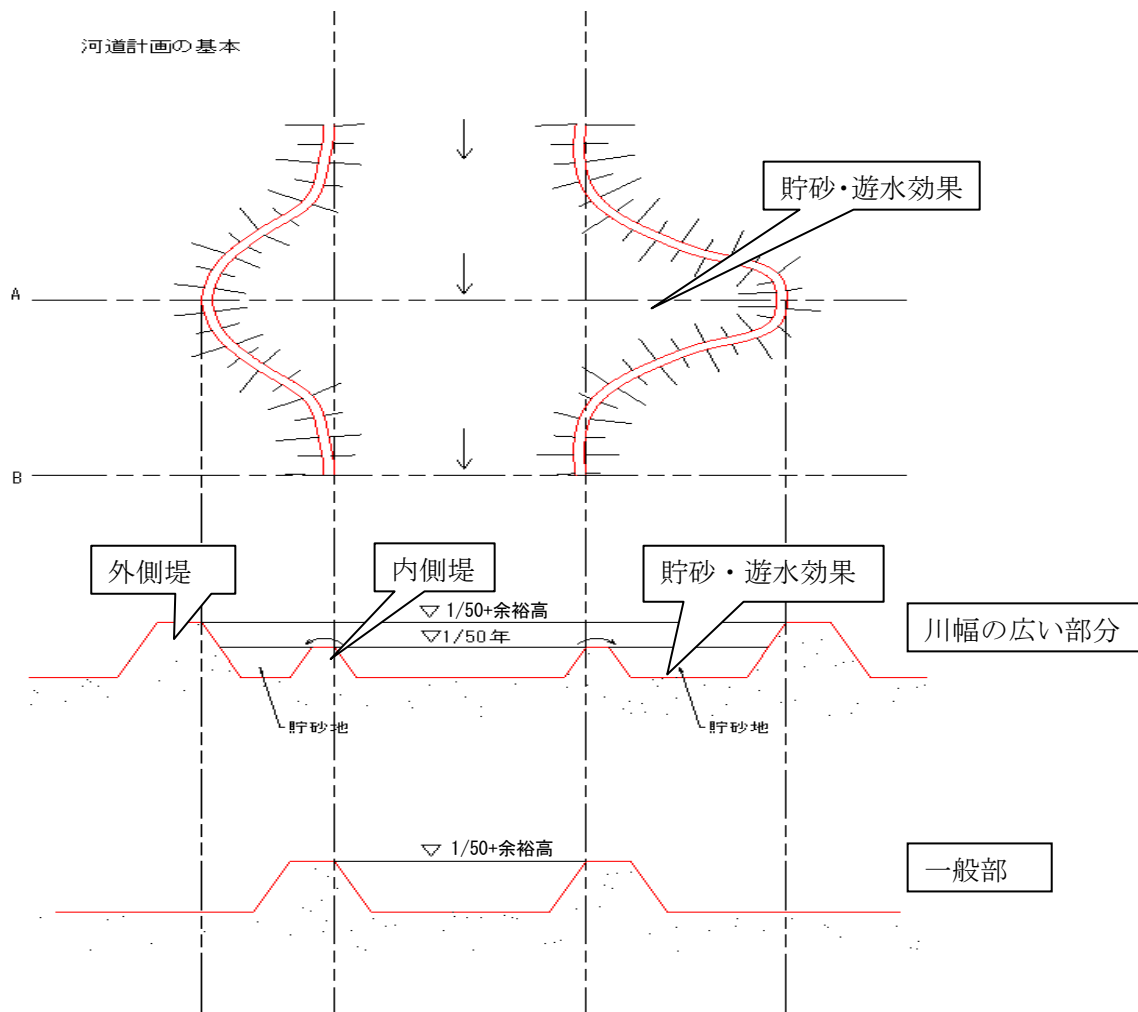 河道計画の基本
貯砂・遊水効果
A
B
外側堤
内側堤
貯砂・遊水効果
▽ 1/50+余裕高
▽1/50年
川幅の広い部分
貯砂地
貯砂地
▽ 1/50+余裕高
一般部